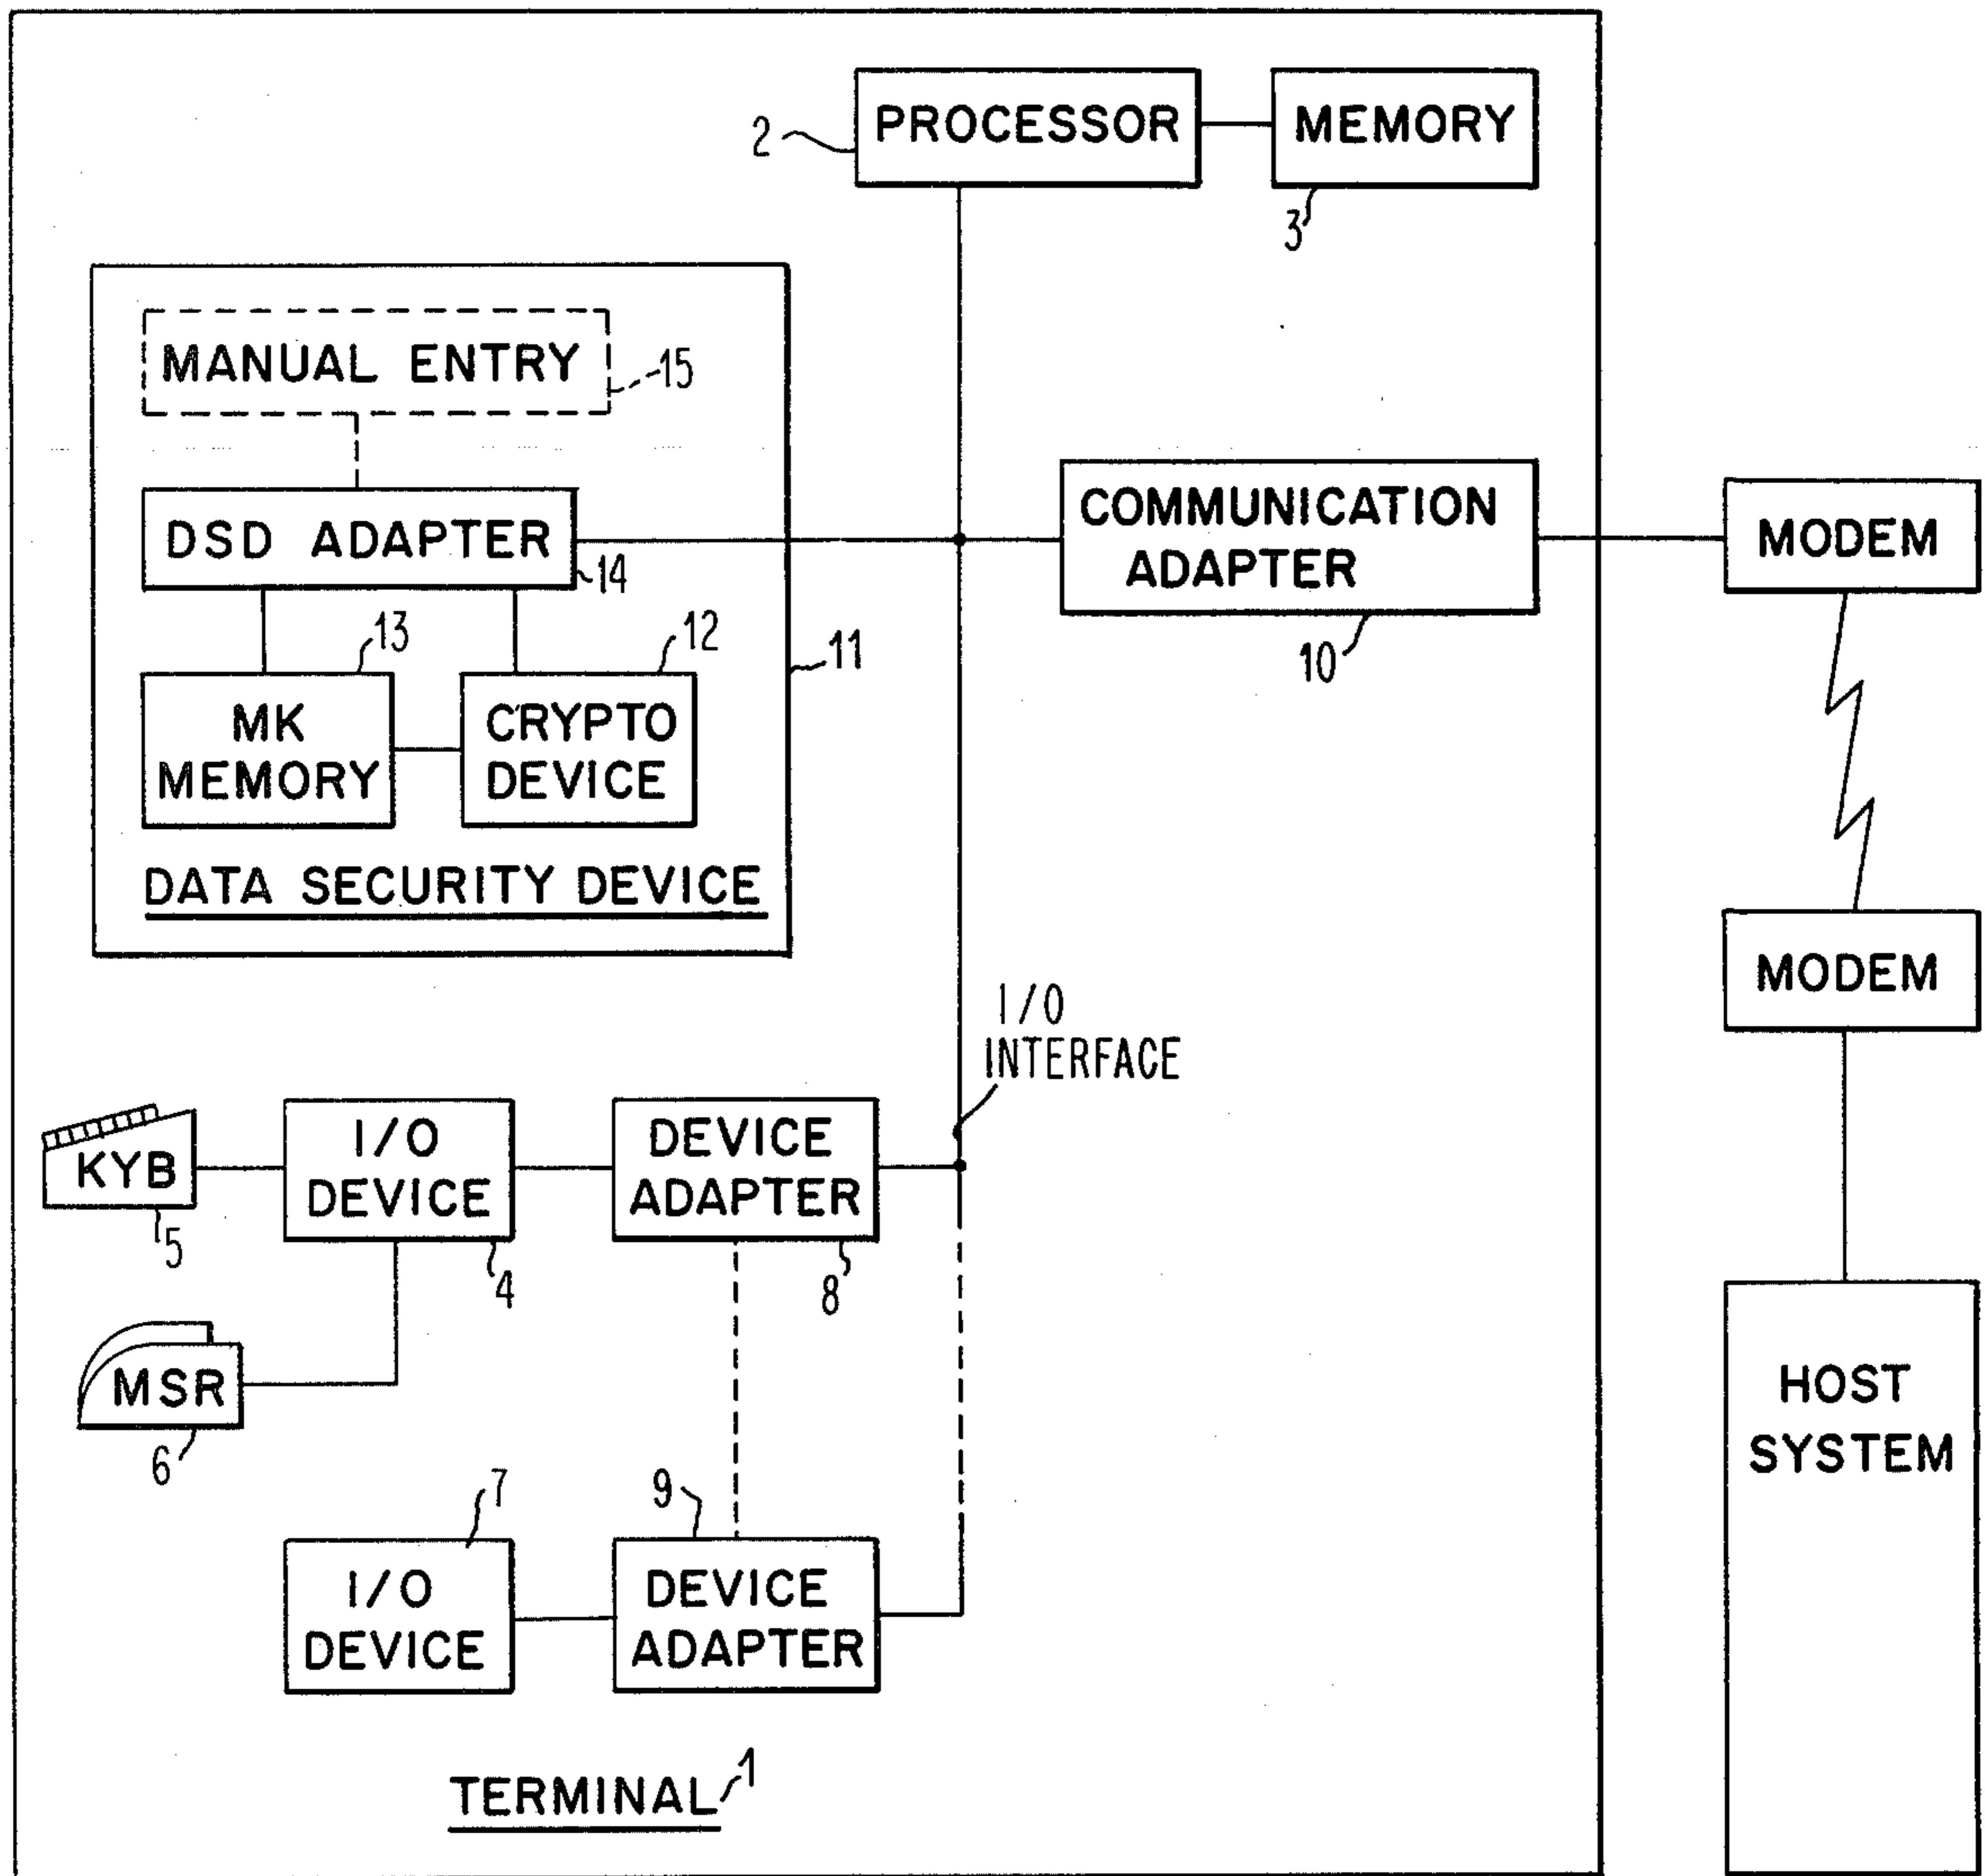 PROCESSOR
MEMORY
2
3
MANUAL ENTRY
15
DSD ADAPTER
14
COMMUNICATION
ADAPTER
10
MODEM
13
12
11
MK
MEMORY
CRYPTO
DEVICE
DATA SECURITY DEVICE
MODEM
I/O
INTERFACE
KYB
5
I/O
DEVICE
4
DEVICE
ADAPTER
8
MSR
6
HOST
SYSTEM
7
9
I/O
DEVICE
DEVICE
ADAPTER
TERMINAL
1